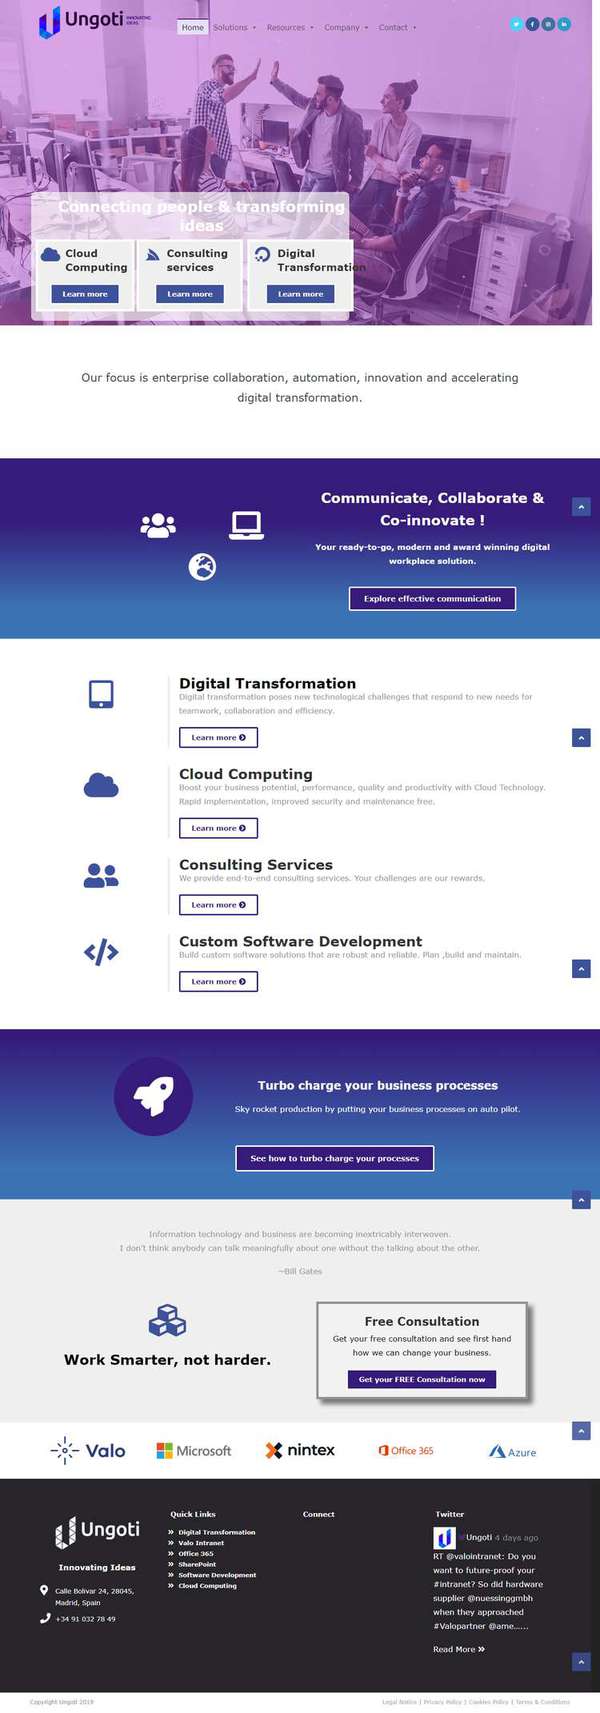 Ungoti INNOVATING IDEAS
Home Solutions Resources Company Contact
Connecting people & transforming
ideas
Cloud
Computing
Learn more
Consulting
services
Learn more
Digital
Transformation
Learn more
Our focus is enterprise collaboration, automation, innovation and accelerating
digital transformation.
Communicate, Collaborate &
Co-innovate !
Your ready-to-go, modern and award winning digital
workplace solution.
Explore effective communication
Digital Transformation
Digital transformation poses new technological challenges that respond to new needs for
teamwork, collaboration and efficiency.
Learn more
Cloud Computing
Boost your business potential, performance, quality and productivity with Cloud Technology.
Rapid implementation, improved security and maintenance free.
Learn more
Consulting Services
We provide end-to-end consulting services. Your challenges are our rewards.
Learn more
Custom Software Development
Build custom software solutions that are robust and reliable. Plan ,build and maintain.
Learn more
Turbo charge your business processes
Sky rocket production by putting your business processes on auto pilot.
See how to turbo charge your processes
Information technology and business are becoming inextricably interwoven.
I don't think anybody can talk meaningfully about one without the talking about the other.
~Bill Gates
Work Smarter, not harder.
Free Consultation
Get your free consultation and see first hand
how we can change your business.
Get your FREE Consultation now
Valo Microsoft nintex Office 365 Azure
Ungoti
Innovating Ideas
Calle Bolivar 24, 28045,
Madrid, Spain
+34 91 032 78 49
Quick Links
Digital Transformation
Valo Intranet
Office 365
SharePoint
Software Development
Cloud Computing
Connect
Twitter
Ungoti 4 days ago
RT @valointranet: Do you
want to future-proof your
#intranet? So did hardware
supplier @nuessinggmbh
when they approached
#Valopartner @ame......
Read More
Copyright Ungoti 2019
Legal Notice | Privacy Policy | Cookies Policy | Terms & Conditions